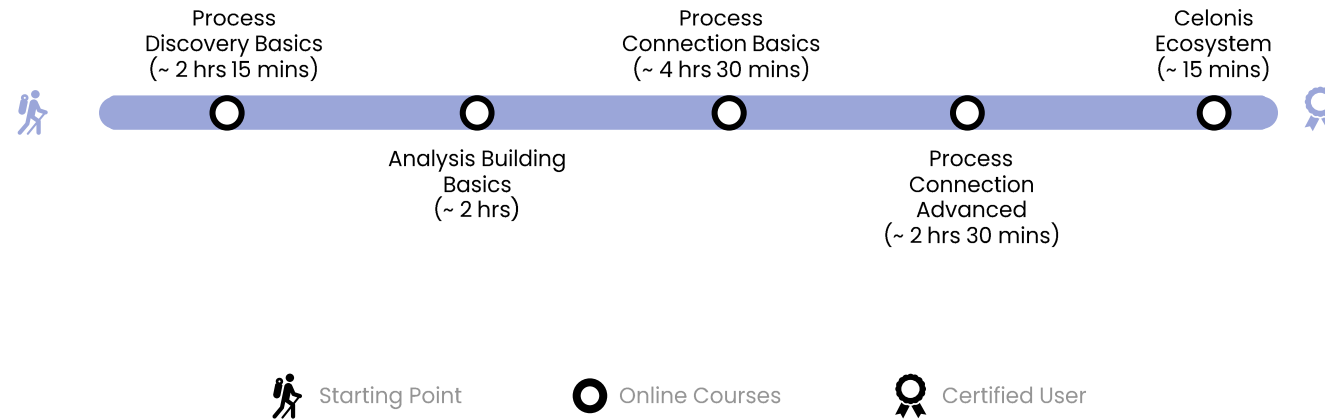 Process
Discovery Basics
(~ 2 hrs 15 mins)
Analysis Building
Basics
(~ 2 hrs)
Process
Connection Basics
(~ 4 hrs 30 mins)
Process
Connection
Advanced
(~ 2 hrs 30 mins)
Celonis
Ecosystem
(~ 15 mins)
Starting Point
Online Courses
Certified User